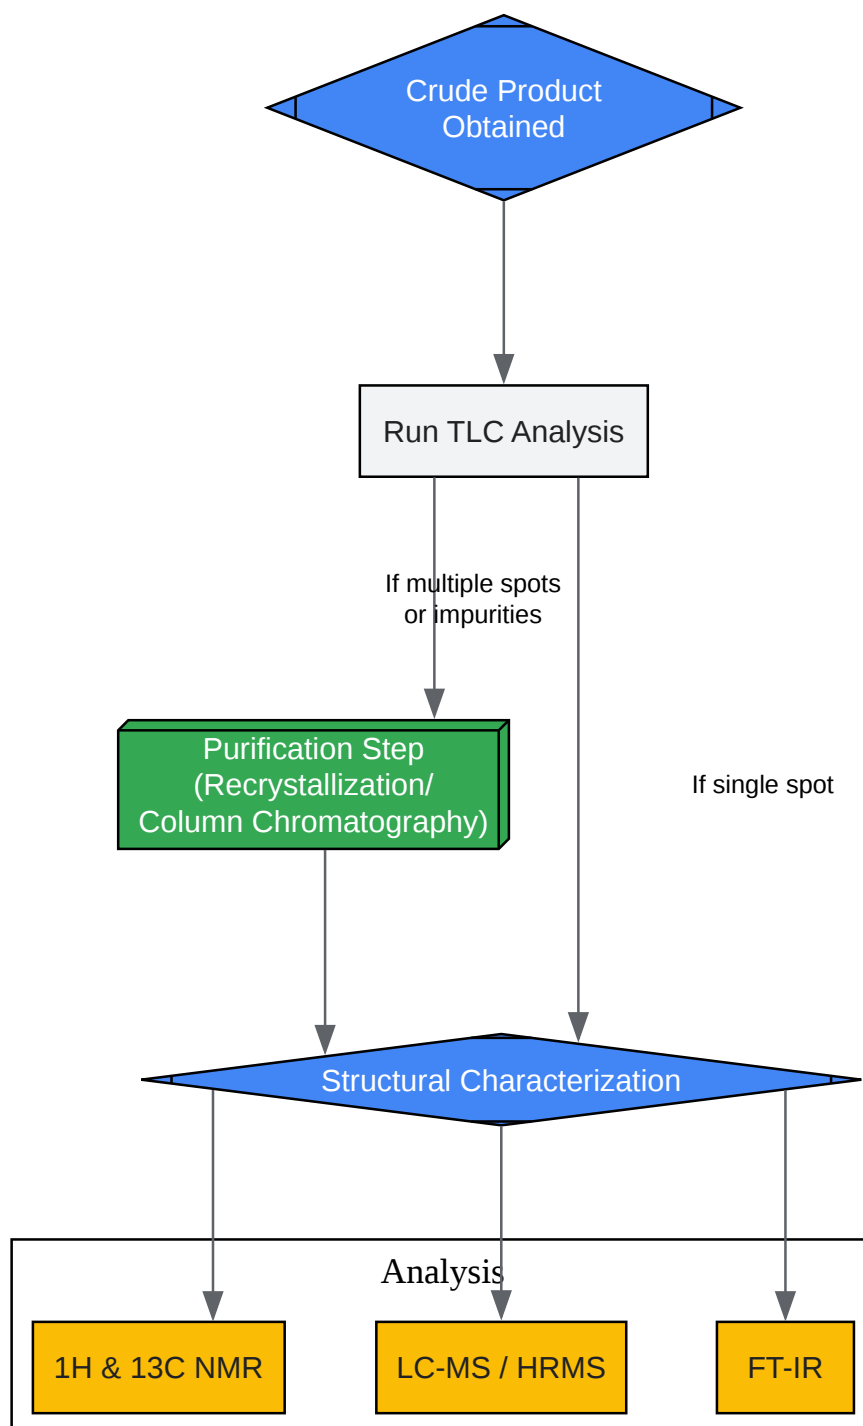 Crude Product
Obtained
Run TLC Analysis
If multiple spots
or impurities
Purification Step
(Recrystallization/
Column Chromatography)
If single spot
Structural Characterization
Analysis
1H & 13C NMR
LC-MS / HRMS
FT-IR